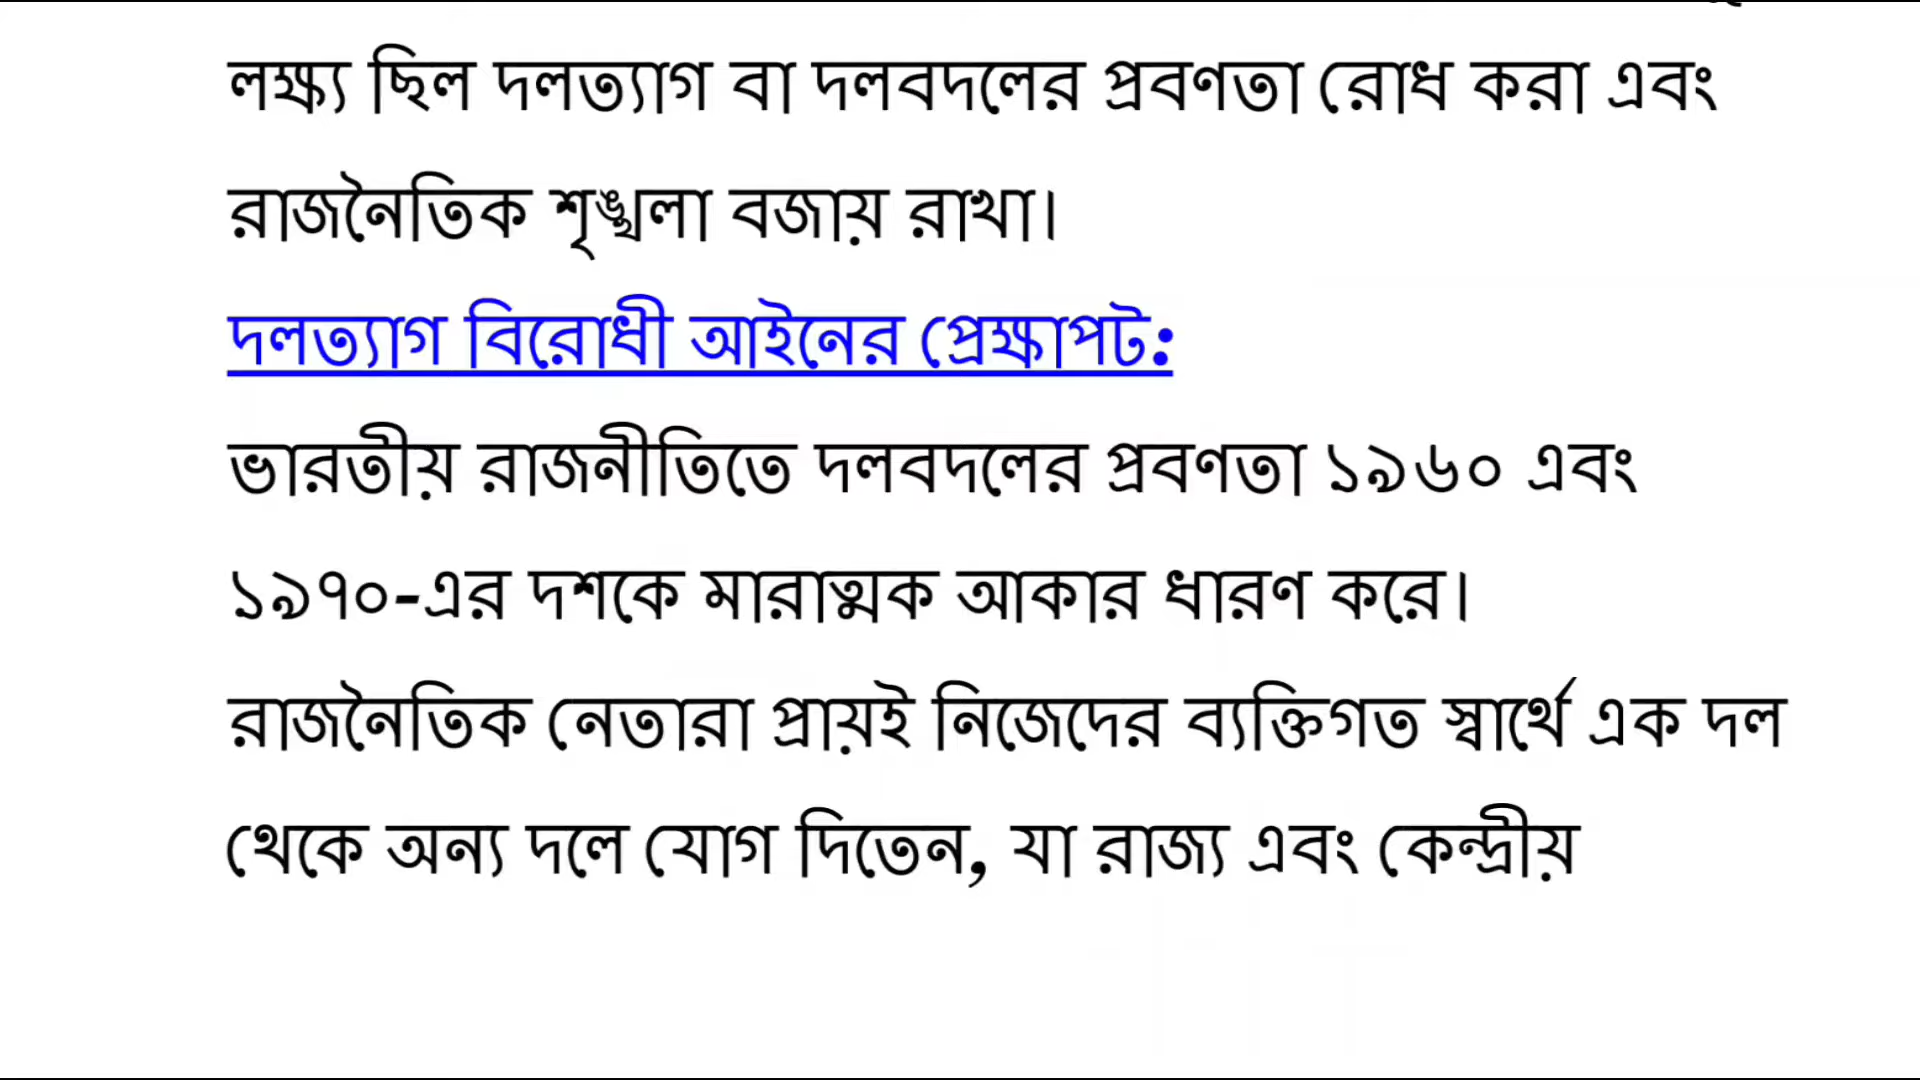 লক্ষ্য ছিল দলত্যাগ বা দলবদলের প্রবণতা রোধ করা এবং
রাজনৈতিক শৃঙ্খলা বজায় রাখা।
দলত্যাগ বিরোধী আইনের প্রেক্ষাপট:
ভারতীয় রাজনীতিতে দলবদলের প্রবণতা ১৯৬০ এবং
১৯৭০-এর দশকে মারাত্মক আকার ধারণ করে।
রাজনৈতিক নেতারা প্রায়ই নিজেদের ব্যক্তিগত স্বার্থে এক দল
থেকে অন্য দলে যোগ দিতেন, যা রাজ্য এবং কেন্দ্রীয়